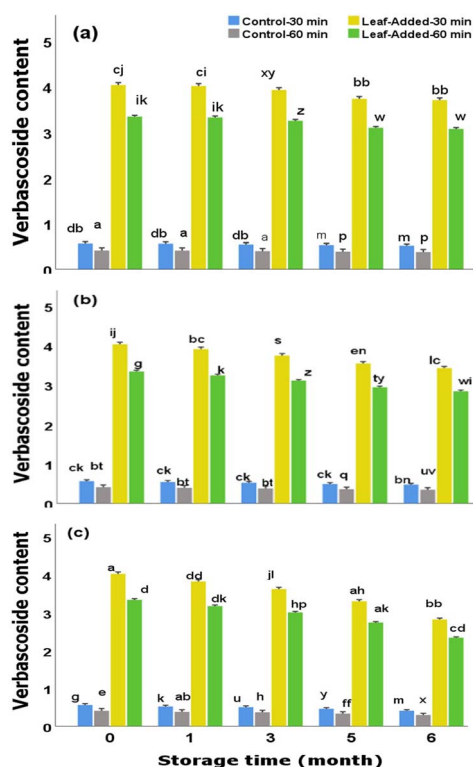 Control-30 min Leaf-Added-30 min
Control-60 min Leaf-Added-60 min
(a)
Verbascoside content
5
4
3
2
1
0
cj ci xy bb bb
ik ik z w w
db a db a db a m p m p
(b)
Verbascoside content
5
4
3
2
1
0
ij bc s en lc
g k z ty wi
ck bt ck bt ck bt ck q bn uv
(c)
Verbascoside content
5
4
3
2
1
0
a dd jl ah bb
d dk hp ak cd
g e k ab u h y ff m x
0 1 3 5 6
Storage time (month)